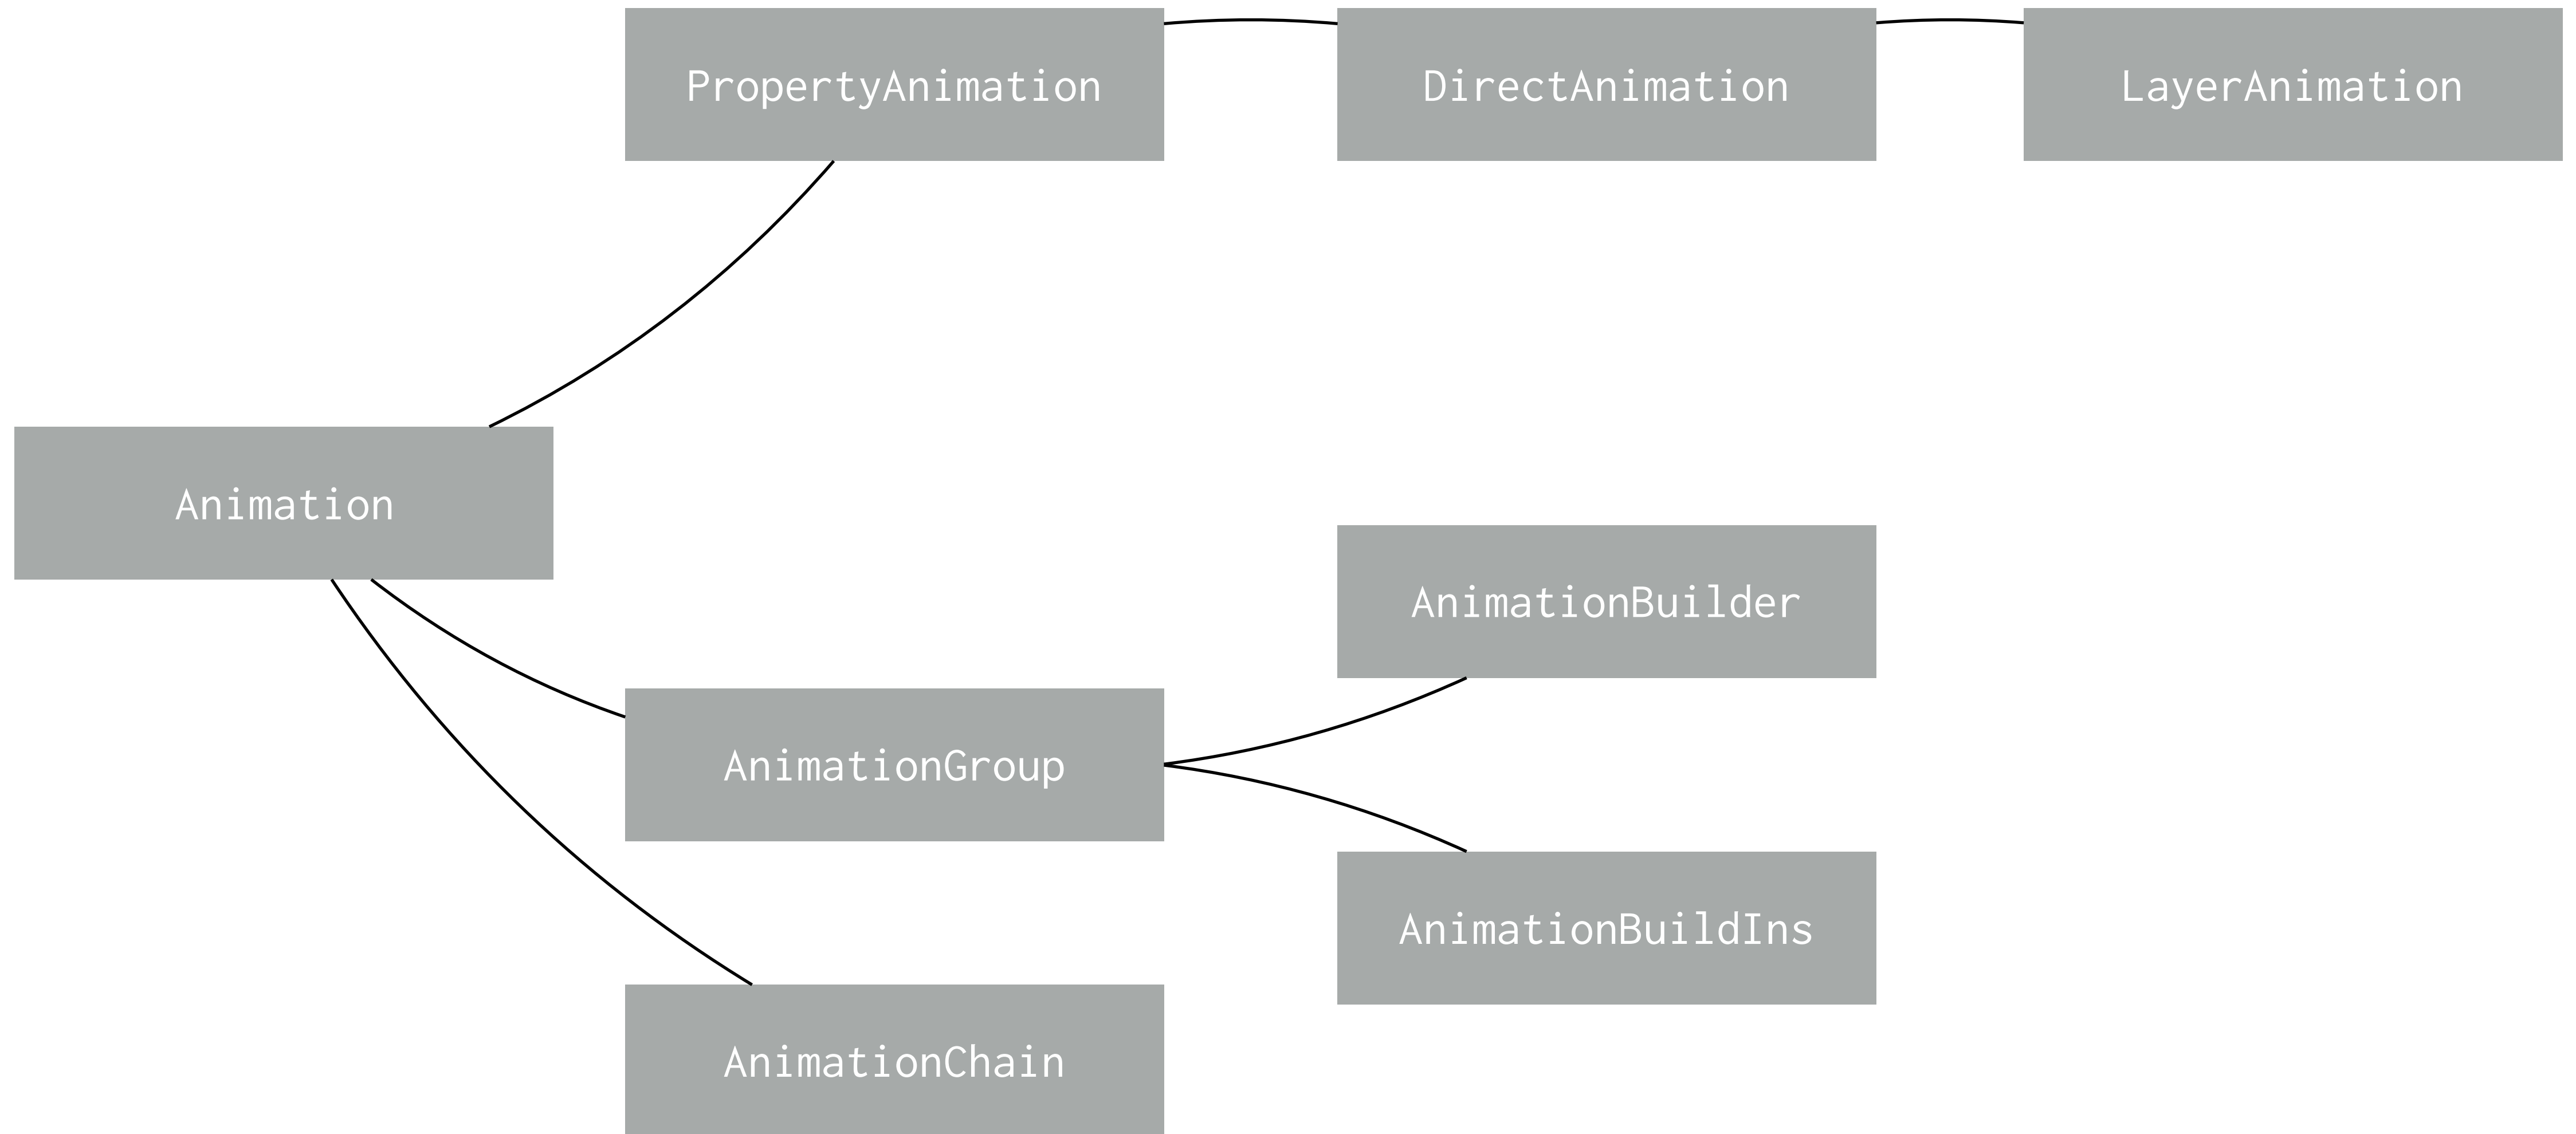 PropertyAnimation
DirectAnimation
LayerAnimation
Animation
AnimationBuilder
AnimationGroup
AnimationBuildIns
AnimationChain